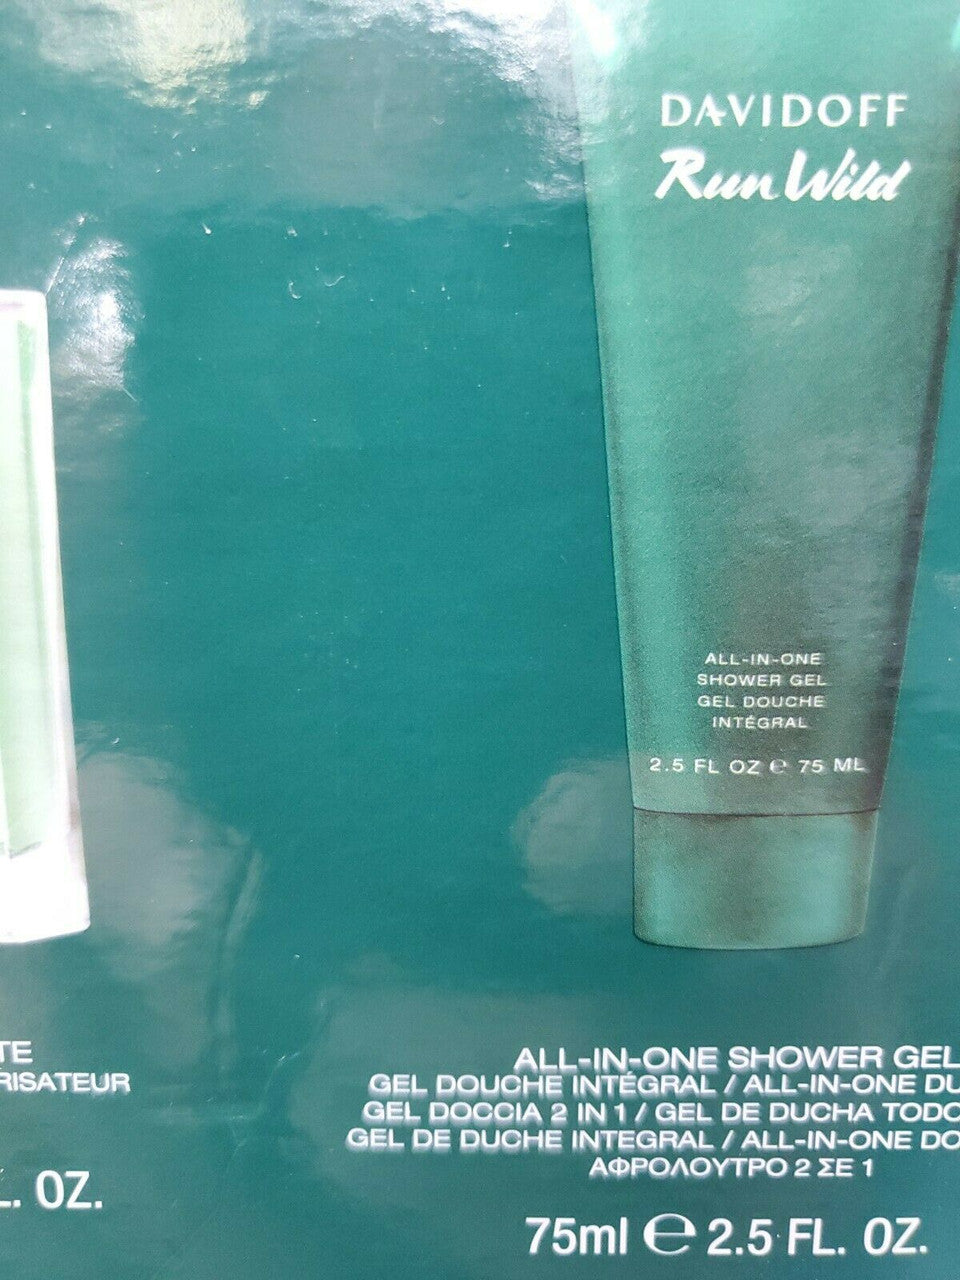 DAVIDOFF
Run Wild
ALL-IN-ONE
SHOWER GEL
GEL DOUCHE
INTÉGRAL
2.5 FL OZ e 75 ML
TE
RISATEUR
L. OZ.
ALL-IN-ONE SHOWER GEL
GEL DOUCHE INTÉGRAL / ALL-IN-ONE DU
GEL DOCCIA 2 IN 1 / GEL DE DUCHA TODO
GEL DE DUCHE INTEGRAL / ALL-IN-ONE DO
ΑΦΡΟΛΟΥΤΡΟ 2 ΣΕ 1
75ml e 2.5 FL. OZ.